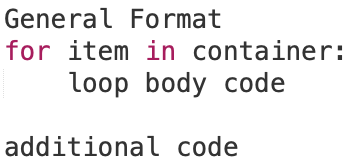 General Format
for item in container:
    loop body code

additional code